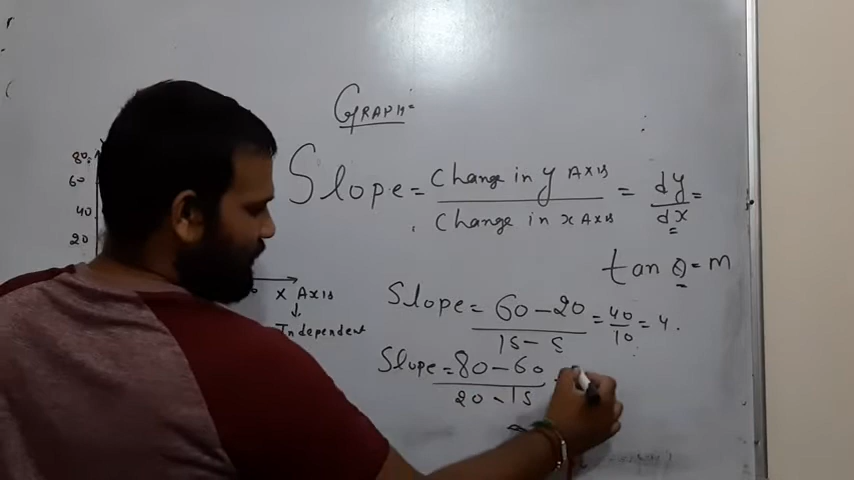 GRAPH:
Slope = Change in y AXIS / Change in x AXIS = dy / dx =
tan θ = m
80
60
40
20
X AXIS
↓
Independent
Slope = 60 - 20 / 15 - 5 = 40 / 10 = 4.
Slope = 80 - 60 / 20 - 15